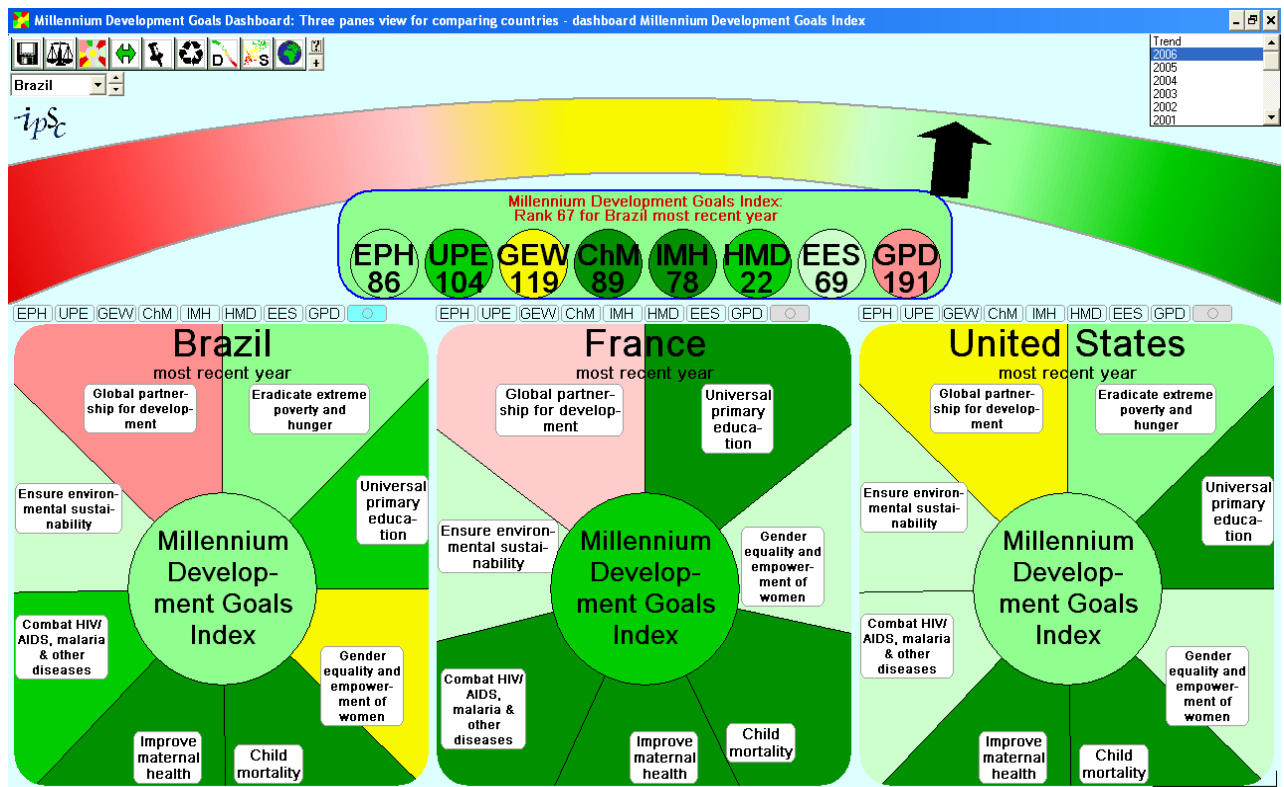 Millennium Development Goals Dashboard: Three panes view for comparing countries - dashboard Millennium Development Goals Index
D
S
?
+
Brazil
Trend
2006
2005
2004
2003
2002
2001
ipsc
Millennium Development Goals Index:
Rank 67 for Brazil most recent year
EPH UPE GEW ChM IMH HMD EES GPD
86 104 119 89 78 22 69 191
EPH UPE GEW ChM IMH HMD EES GPD
Brazil
most recent year
Global partner-
ship for develop-
ment
Eradicate extreme
poverty and
hunger
Ensure environ-
mental sustai-
nability
Universal
primary
educa-
tion
Millennium
Develop-
ment Goals
Index
Combat HIV/
AIDS, malaria
& other
diseases
Gender
equality and
empower-
ment of
women
Improve
maternal
health
Child
mortality
EPH UPE GEW ChM IMH HMD EES GPD
France
most recent year
Global partner-
ship for develop-
ment
Universal
primary
educa-
tion
Ensure environ-
mental sustai-
nability
Gender
equality and
empower-
ment of
women
Millennium
Develop-
ment Goals
Index
Combat HIV/
AIDS,
malaria &
other
diseases
Improve
maternal
health
Child
mortality
EPH UPE GEW ChM IMH HMD EES GPD
United States
most recent year
Global partner-
ship for develop-
ment
Eradicate extreme
poverty and
hunger
Ensure environ-
mental sustai-
nability
Universal
primary
educa-
tion
Millennium
Develop-
ment Goals
Index
Combat HIV/
AIDS, malaria
& other
diseases
Gender
equality and
empower-
ment of
women
Improve
maternal
health
Child
mortality